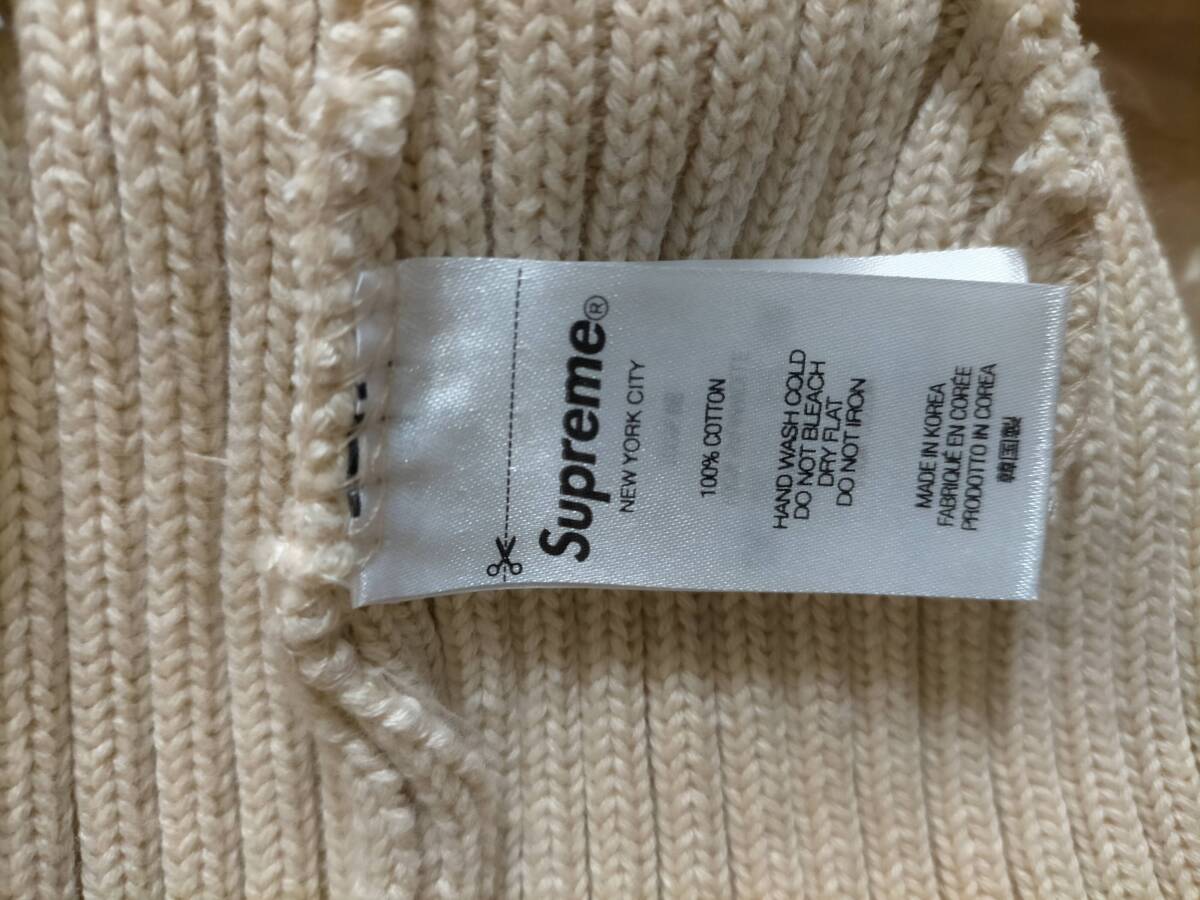 Supreme®
NEW YORK CITY
100% COTTON
HAND WASH COLD
DO NOT BLEACH
DRY FLAT
DO NOT IRON
MADE IN KOREA
FABRIQUÉ EN CORÉE
PRODOTTO IN COREA
韓国製